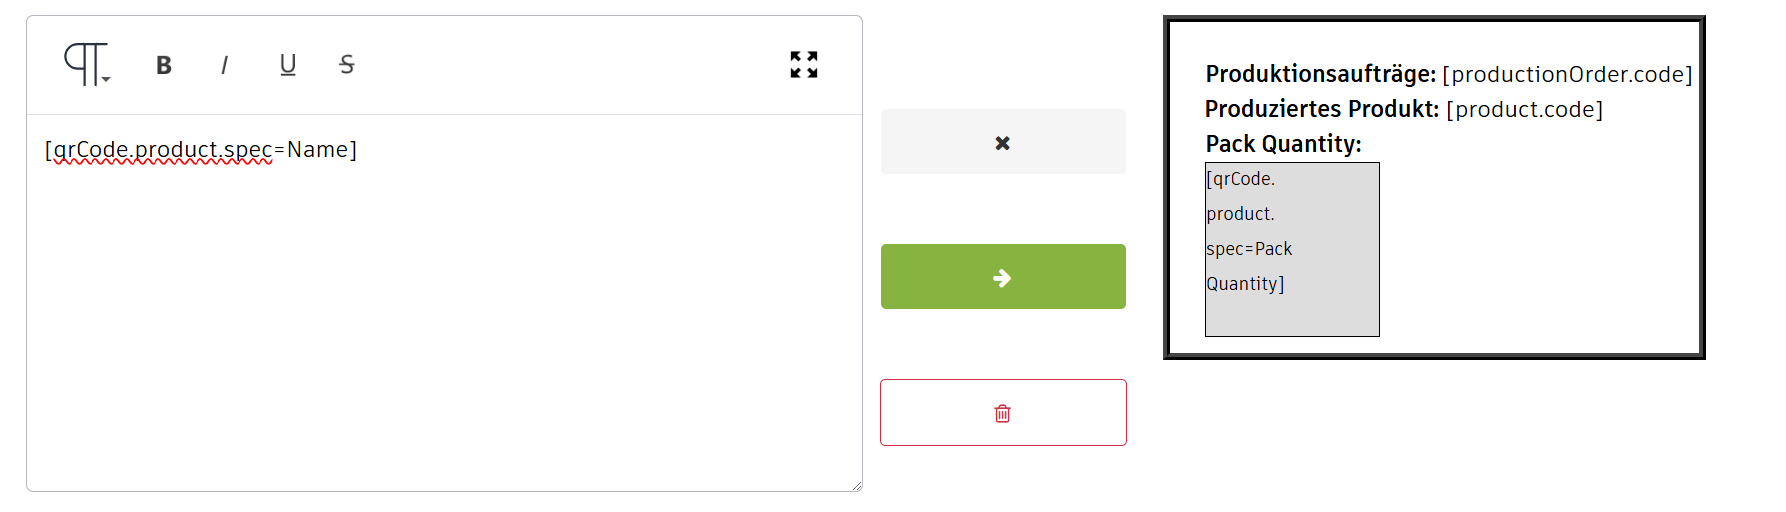 B I U S
[qrCode.product.spec=Name]
Produktionsaufträge: [productionOrder.code]
Produziertes Produkt: [product.code]
Pack Quantity:
[qrCode.
product.
spec=Pack
Quantity]